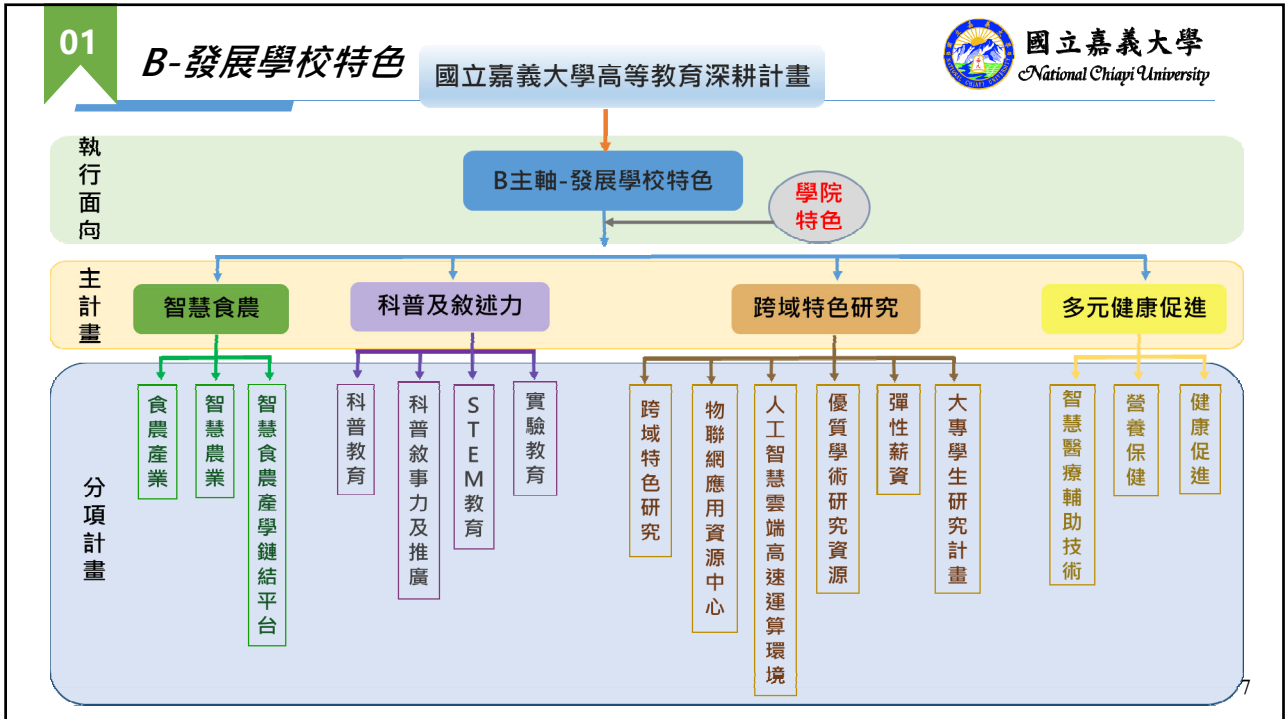 01
B-發展學校特色
國立嘉義大學高等教育深耕計畫
國立嘉義大學
National Chiayi University
執行面向
B主軸-發展學校特色
學院
特色
主計畫
智慧食農
科普及敘述力
跨域特色研究
多元健康促進
分項計畫
食農產業
智慧農業
智慧食農產學鏈結平台
科普教育
科普敘事力及推廣
STEM教育
實驗教育
跨域特色研究
物聯網應用資源中心
人工智慧雲端高速運算環境
優質學術研究資源
彈性薪資
大專學生研究計畫
智慧醫療輔助技術
營養保健
健康促進
7